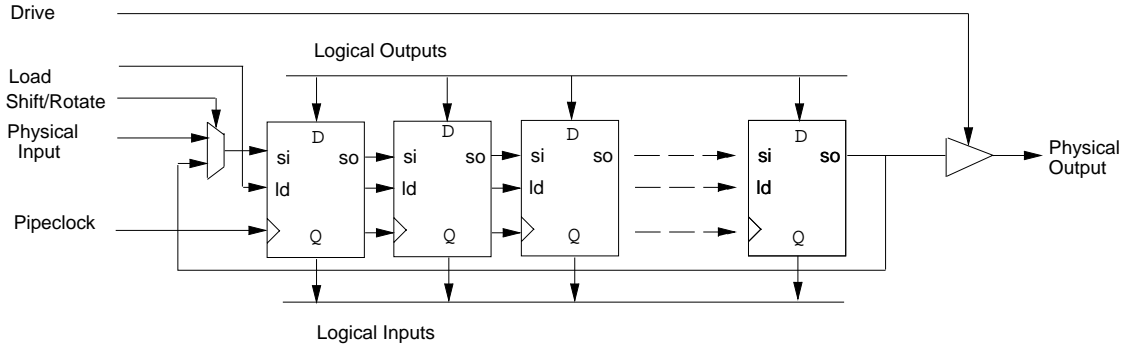 Drive
Logical Outputs
Load
Shift/Rotate
Physical
Input
D
D
D
D
si
so
si
so
si
so
si
so
Physical
Output
ld
ld
ld
ld
Pipeclock
Q
Q
Q
Q
Logical Inputs